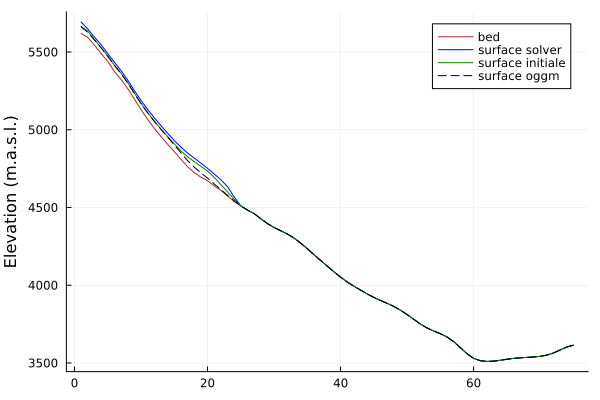 Elevation (m.a.s.l.)
5500
5000
4500
4000
3500
0
20
40
60
bed
surface solver
surface initiale
surface oggm